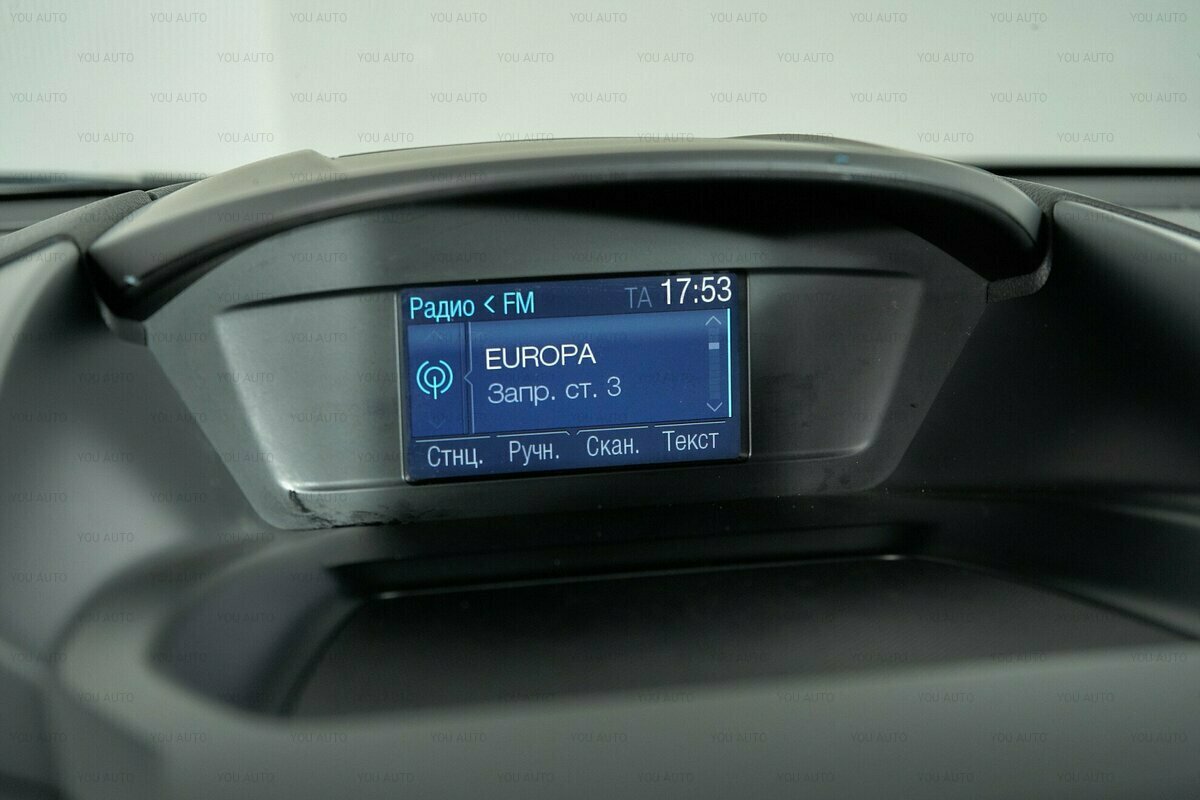 Радио < FM TA 17:53
EUROPA
Запр. ст. 3
Стнц. Ручн. Скан. Текст
YOU AUTO